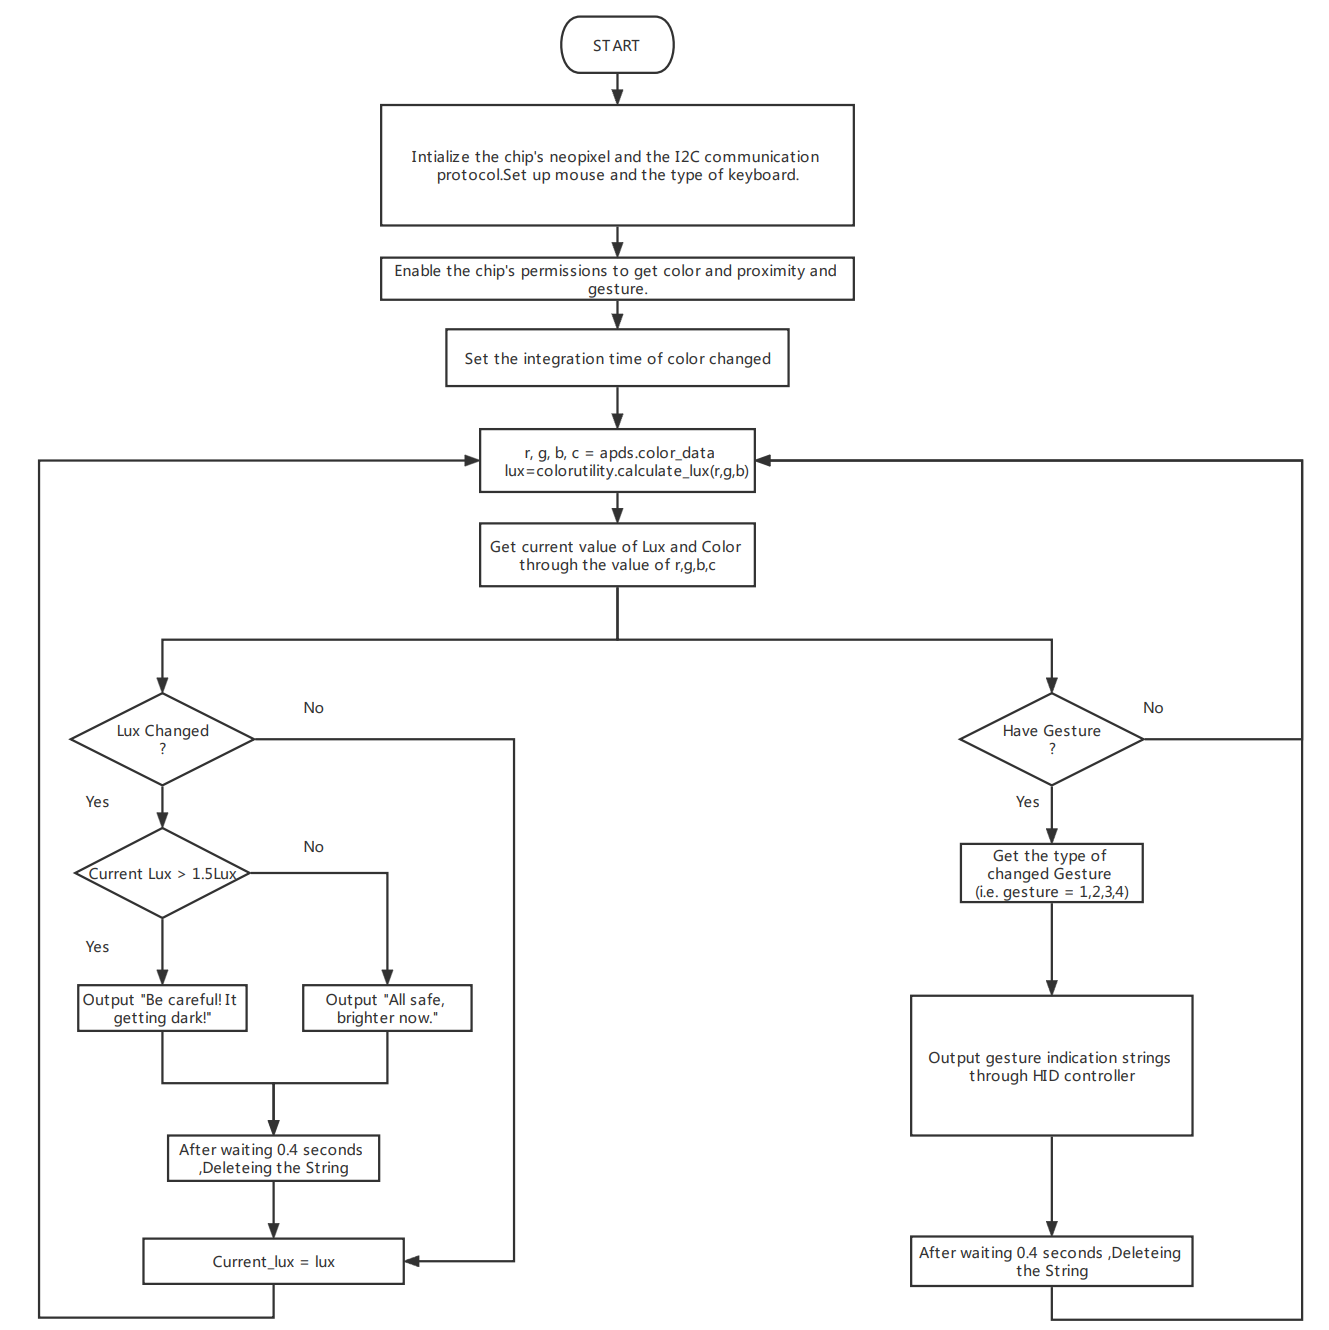 START
Intialize the chip's neopixel and the I2C communication
protocol.Set up mouse and the type of keyboard.
Enable the chip's permissions to get color and proximity and
gesture.
Set the integration time of color changed
r, g, b, c = apds.color_data
lux=colorutility.calculate_lux(r,g,b)
Get current value of Lux and Color
through the value of r,g,b,c
Lux Changed
?
No
Yes
Current Lux > 1.5Lux
No
Yes
Output "Be careful! It
getting dark!"
Output "All safe,
brighter now."
After waiting 0.4 seconds
,Deleteing the String
Current_lux = lux
Have Gesture
?
No
Yes
Get the type of
changed Gesture
(i.e. gesture = 1,2,3,4)
Output gesture indication strings
through HID controller
After waiting 0.4 seconds ,Deleteing
the String